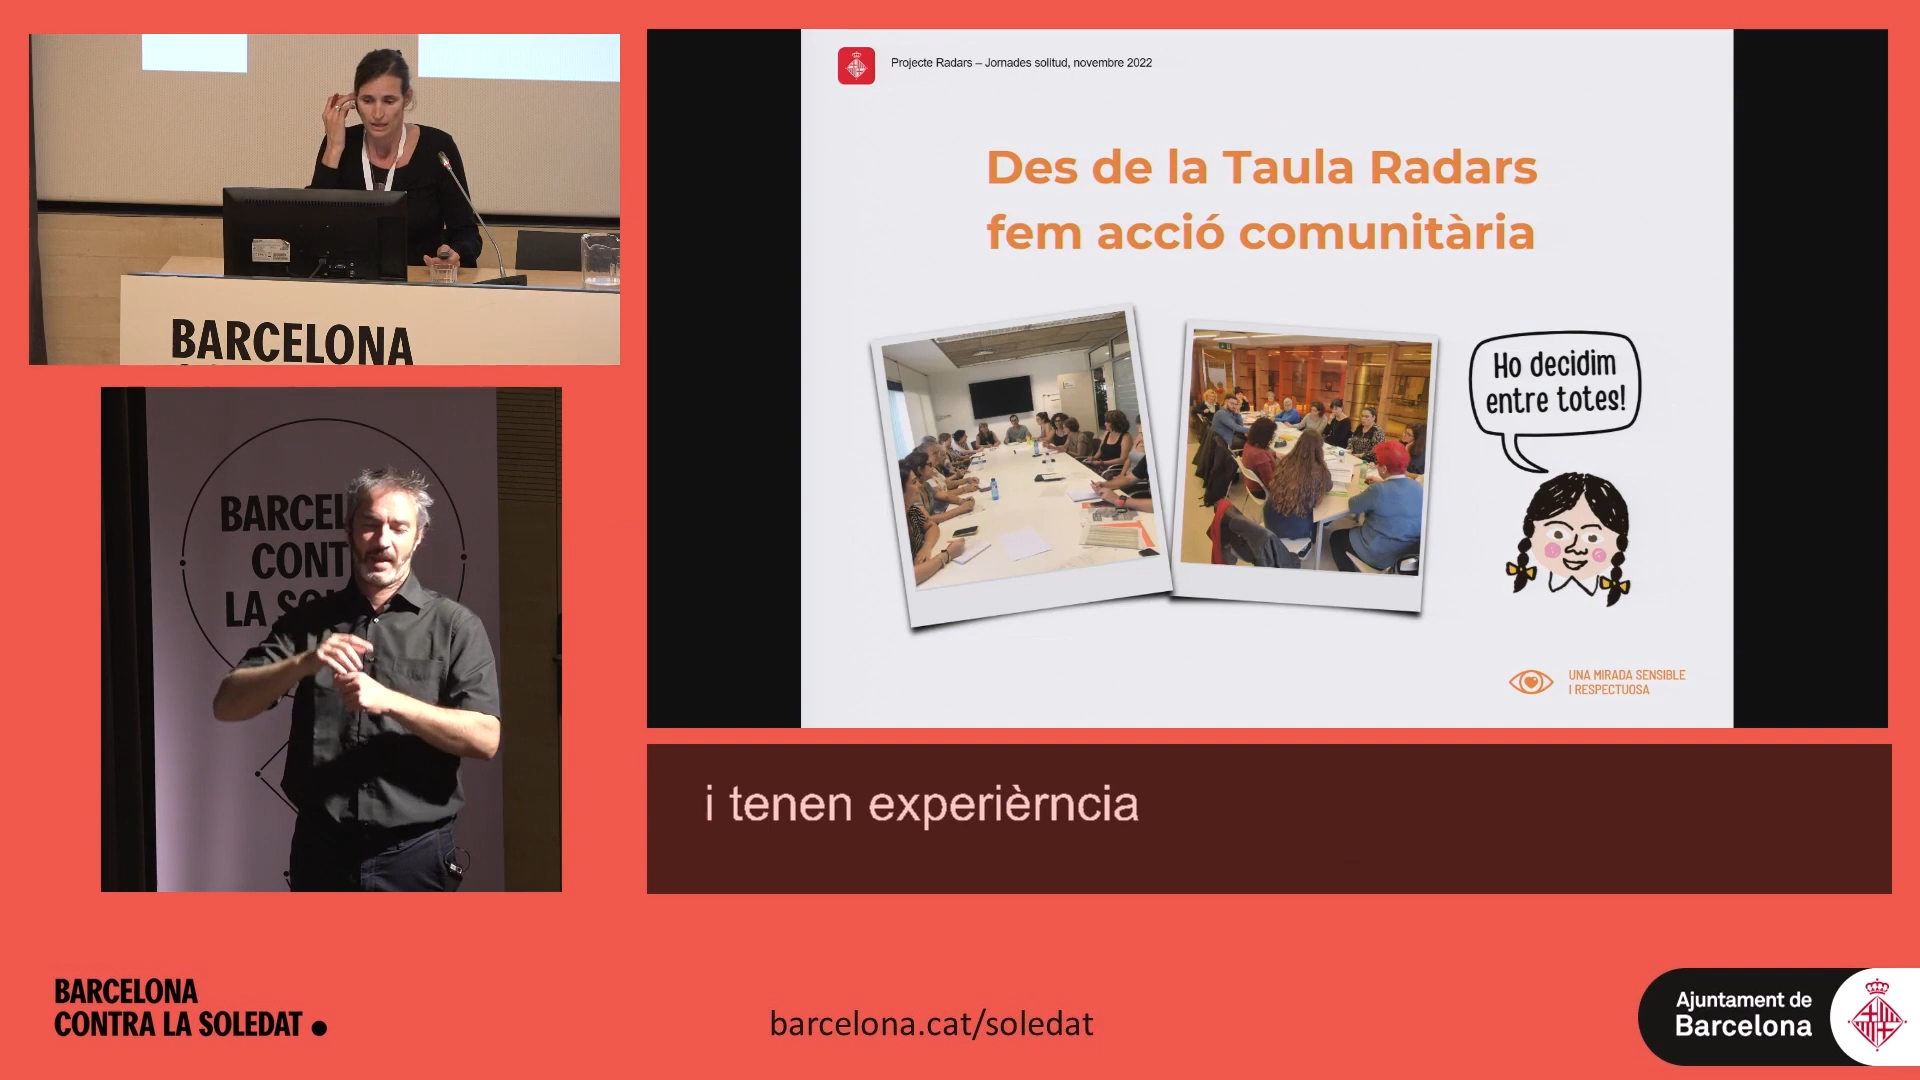 BARCELONA
Projecte Radars – Jornades solitud, novembre 2022
Des de la Taula Radars
fem acció comunitària
Ho decidim
entre totes!
UNA MIRADA SENSIBLE
I RESPECTUOSA
BARCEL
CONT
LA SOL
i tenen experièrncia
BARCELONA
CONTRA LA SOLEDAT
barcelona.cat/soledat
Ajuntament de
Barcelona